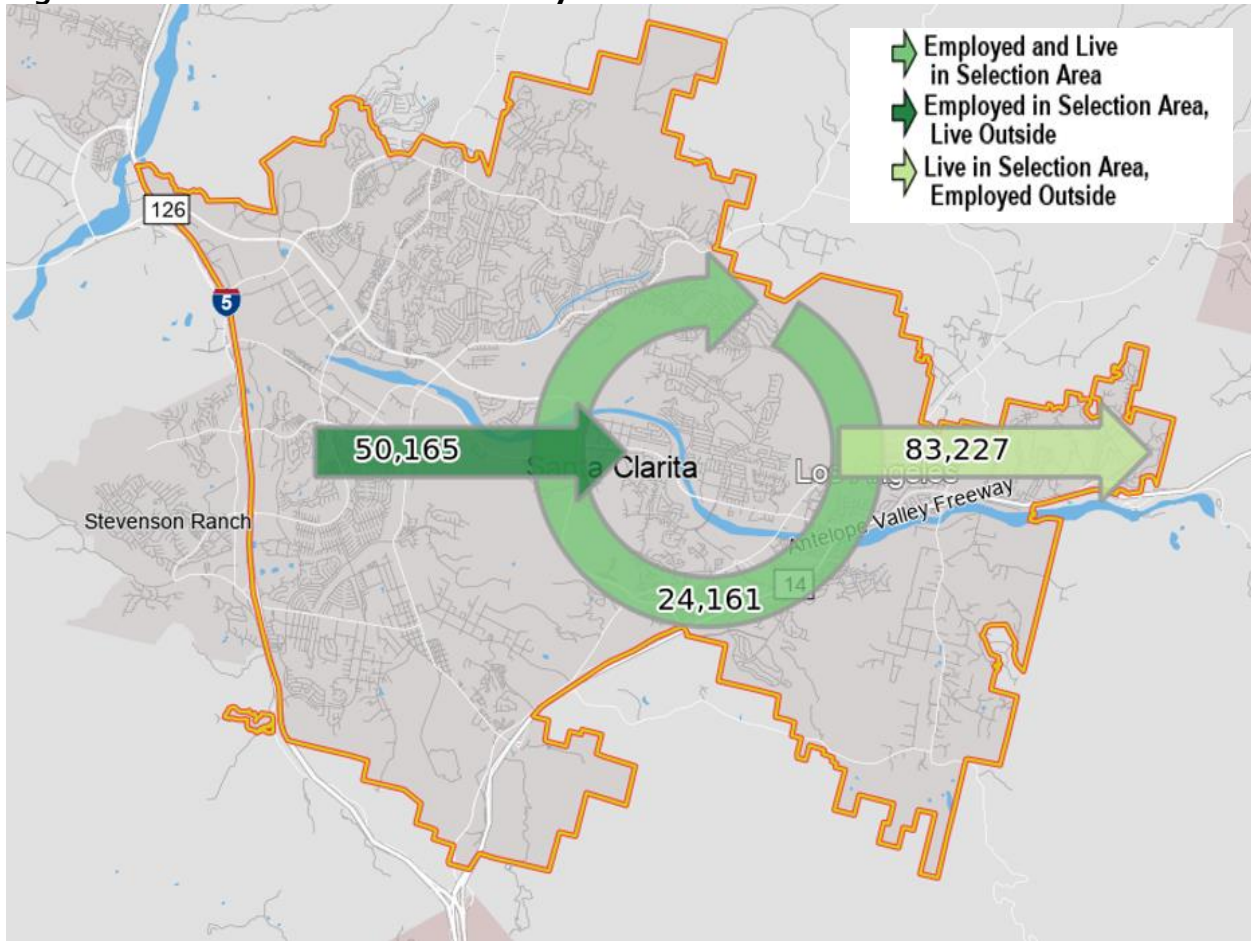 Employed and Live
in Selection Area
Employed in Selection Area,
Live Outside
Live in Selection Area,
Employed Outside
126
5
50,165
83,227
Santa Clarita
Los Angeles
Stevenson Ranch
Antelope Valley Freeway
14
24,161